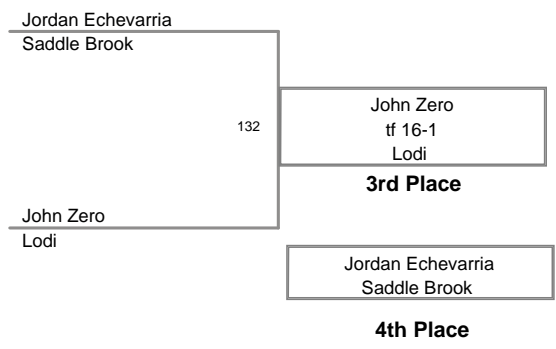 Jordan Echevarria
Saddle Brook
132
John Zero
tf 16-1
Lodi
3rd Place
John Zero
Lodi
Jordan Echevarria
Saddle Brook
4th Place